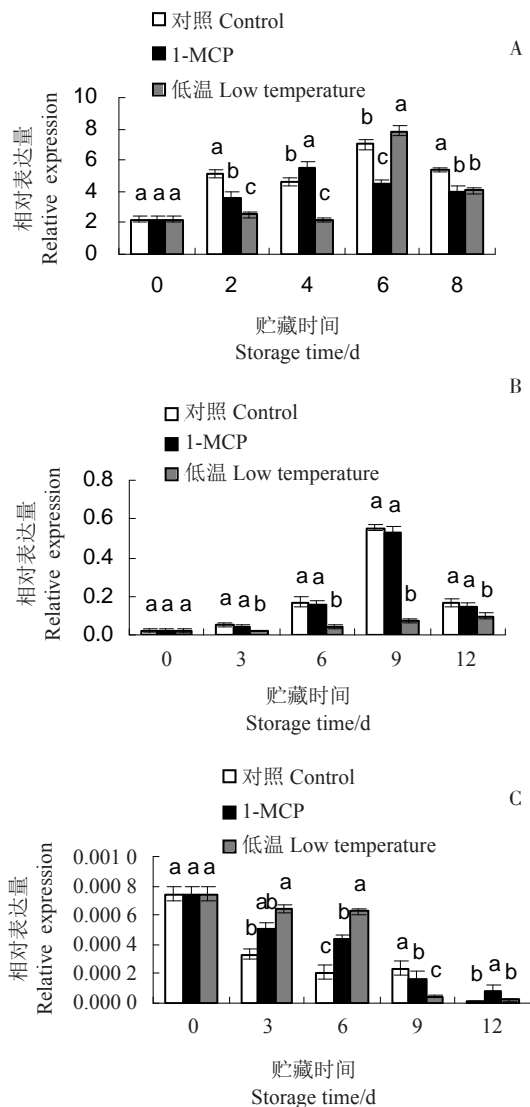 A
对照 Control
1-MCP
低温 Low temperature
相对表达量
Relative expression
10
8
6
4
2
0
a a a
a b c
b a c
b c a
a b b
0 2 4 6 8
贮藏时间
Storage time/d
B
对照 Control
1-MCP
低温 Low temperature
相对表达量
Relative expression
0.8
0.6
0.4
0.2
0.0
a a a
a a b
a a b
a a b
a a b
0 3 6 9 12
贮藏时间
Storage time/d
C
对照 Control
1-MCP
低温 Low temperature
相对表达量
Relative expression
0.001 0
0.000 8
0.000 6
0.000 4
0.000 2
0.000 0
a a a
b ab a
c b a
a b c
b a b
0 3 6 9 12
贮藏时间
Storage time/d